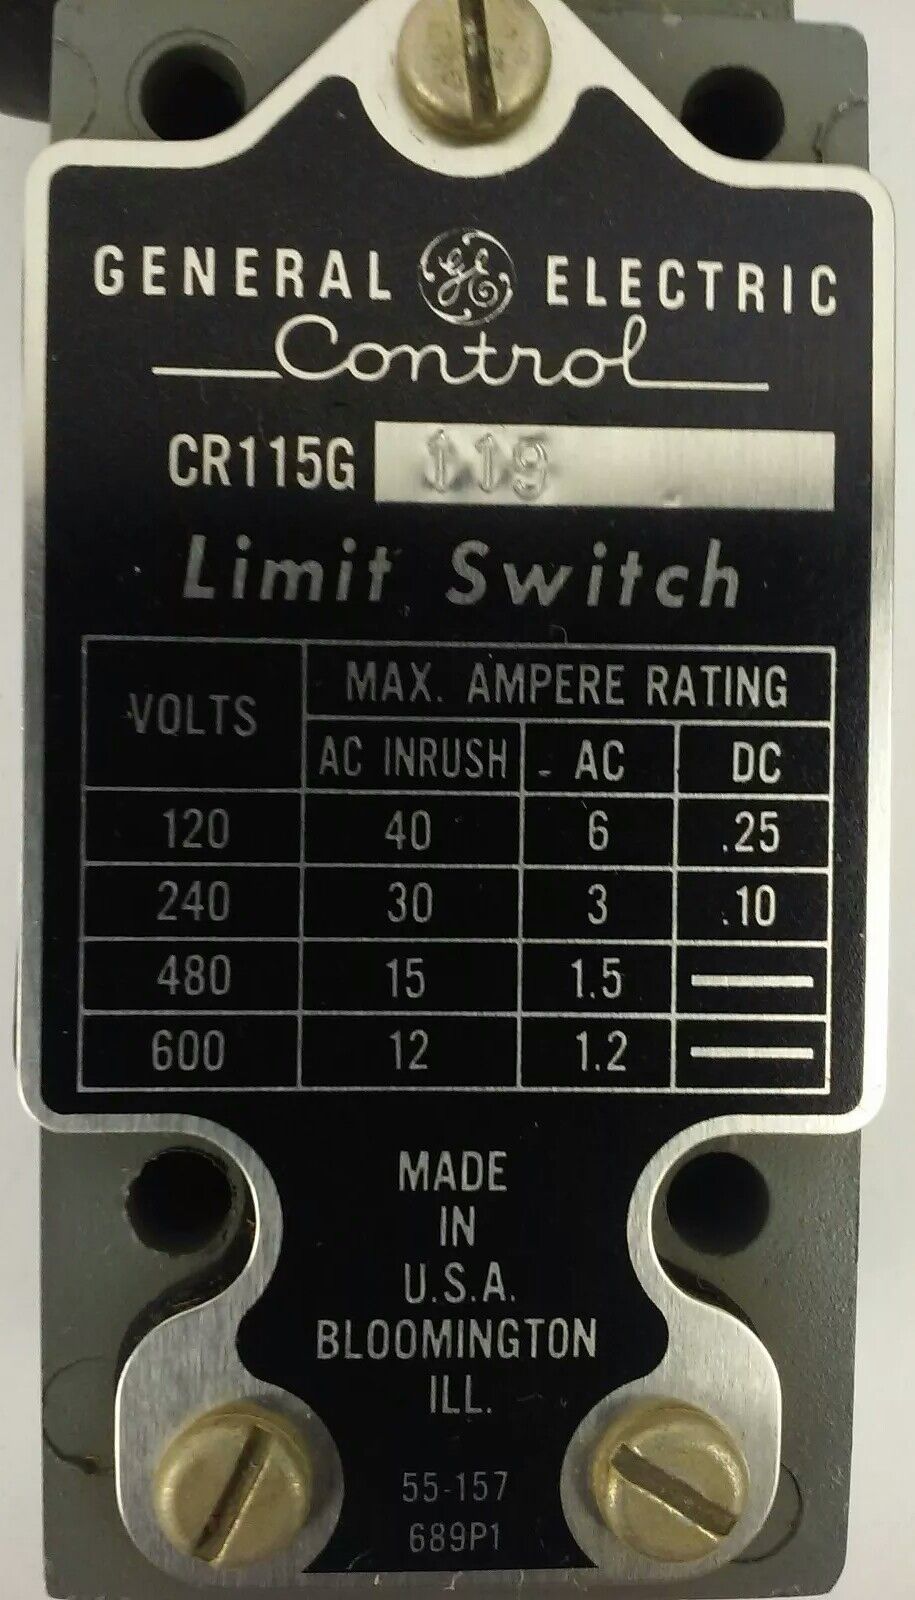 GENERAL GE ELECTRIC
Control
CR115G 119
Limit Switch
VOLTS MAX. AMPERE RATING
AC INRUSH AC DC
120 40 6 .25
240 30 3 .10
480 15 1.5 —
600 12 1.2 —
MADE
IN
U.S.A.
BLOOMINGTON
ILL.
55-157
689P1